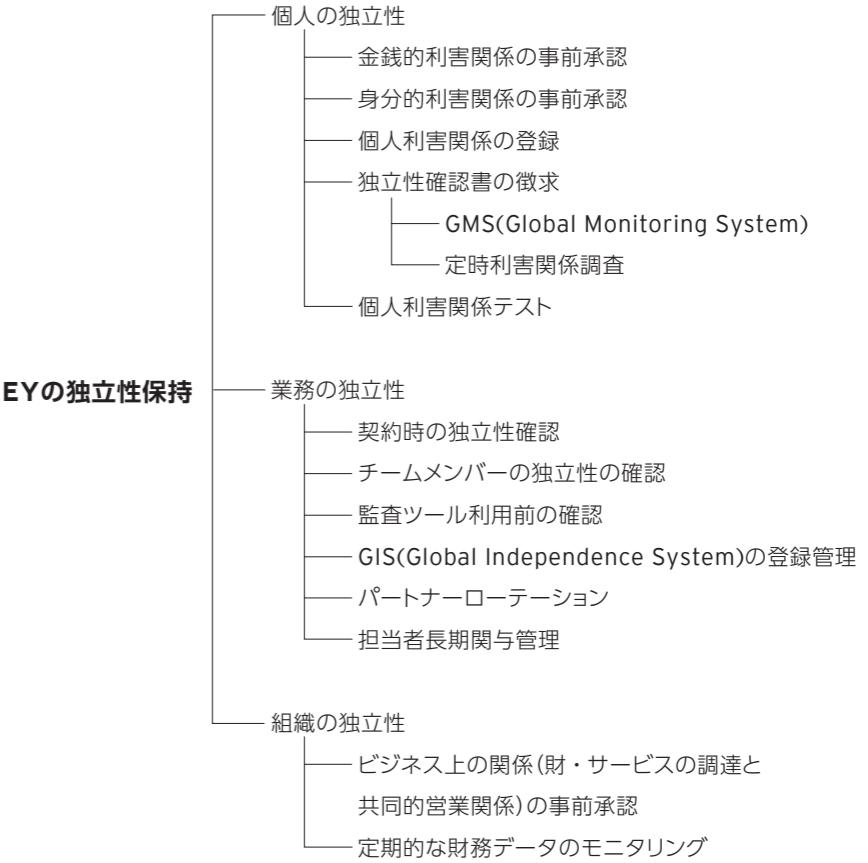 個人の独立性
金銭的利害関係の事前承認
身分的利害関係の事前承認
個人利害関係の登録
独立性確認書の徴求
GMS(Global Monitoring System)
定時利害関係調査
個人利害関係テスト
EYの独立性保持
業務の独立性
契約時の独立性確認
チームメンバーの独立性の確認
監査ツール利用前の確認
GIS(Global Independence System)の登録管理
パートナーローテーション
担当者長期関与管理
組織の独立性
ビジネス上の関係(財・サービスの調達と
共同的営業関係)の事前承認
定期的な財務データのモニタリング